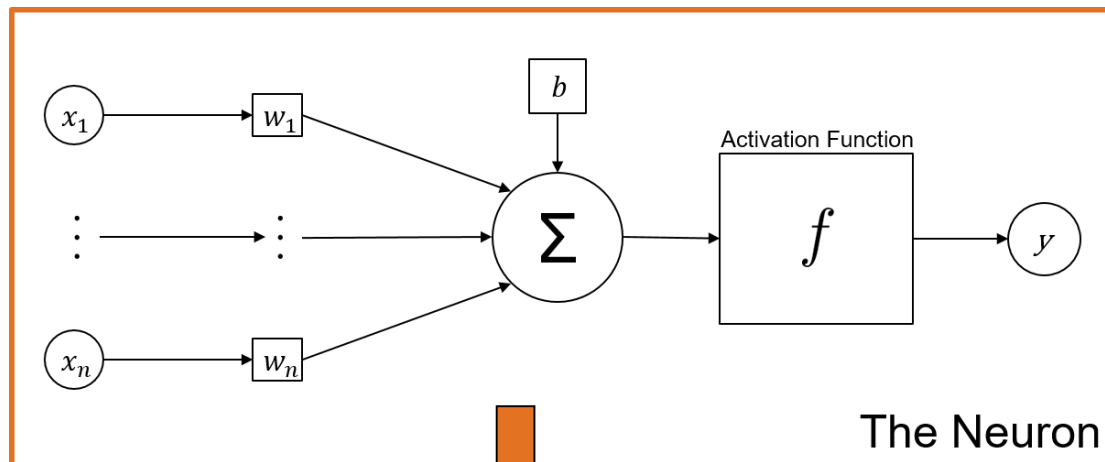 b
x₁ w₁
Activation Function
⋮ ⋮ Σ f y
xₙ wₙ
The Neuron